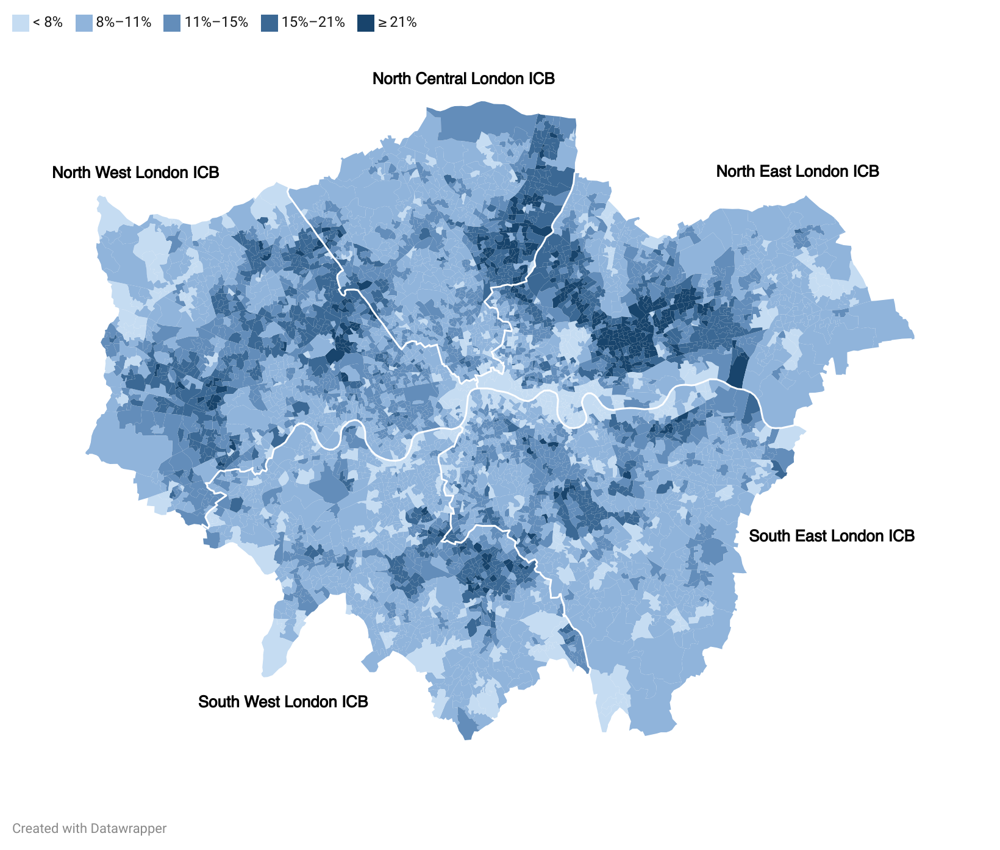 < 8% 8%–11% 11%–15% 15%–21% ≥ 21%
North Central London ICB
North West London ICB
North East London ICB
South East London ICB
South West London ICB
Created with Datawrapper